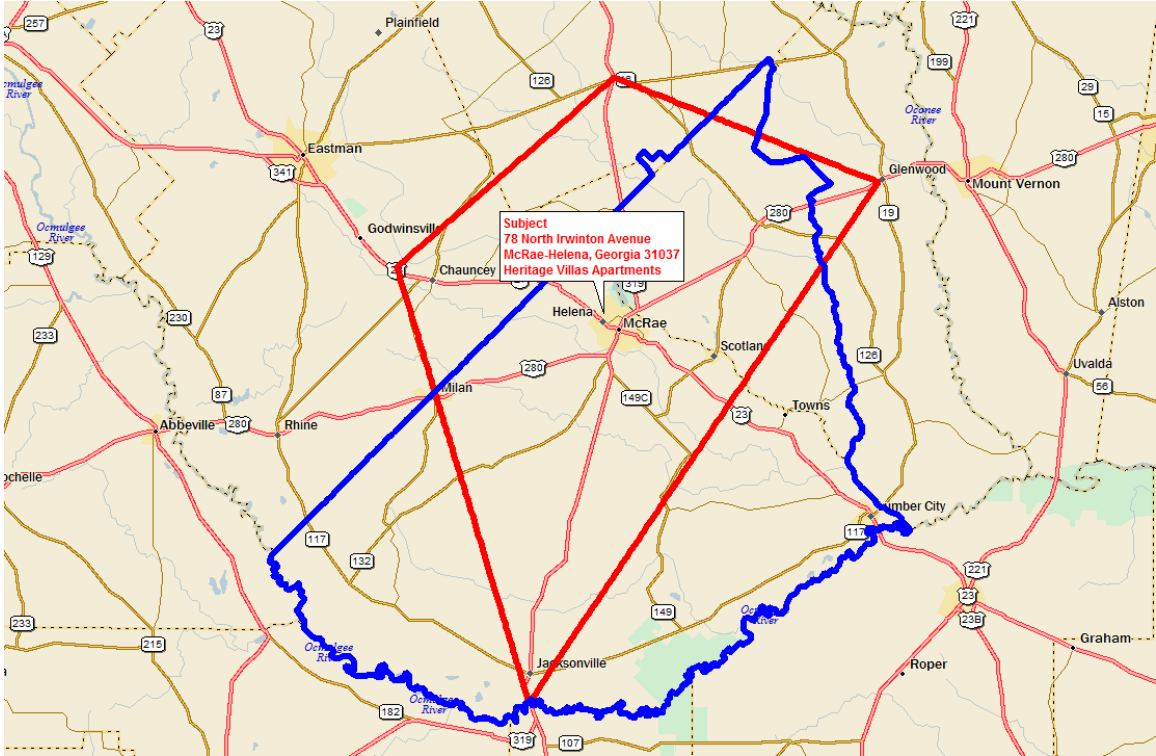 257
23
Plainfield
221
126
19
199
Ocmulgee
River
29
Oconee
River
15
Eastman
280
341
Glenwood
Mount Vernon
Subject
78 North Irwinton Avenue
McRae-Helena, Georgia 31037
Heritage Villas Apartments
280
19
Ocmulgee
River
Godwinsville
129
Chauncey
319
Helena
McRae
Alston
230
233
Scotland
126
Uvalda
280
87
Milan
149C
56
23
Towns
Abbeville
280
Rhine
umber City
117
117
132
221
23
233
149
Ocmulgee
River
23B
215
Graham
Ocmulgee
River
Jacksonville
Roper
Ocmulgee
River
182
319
107